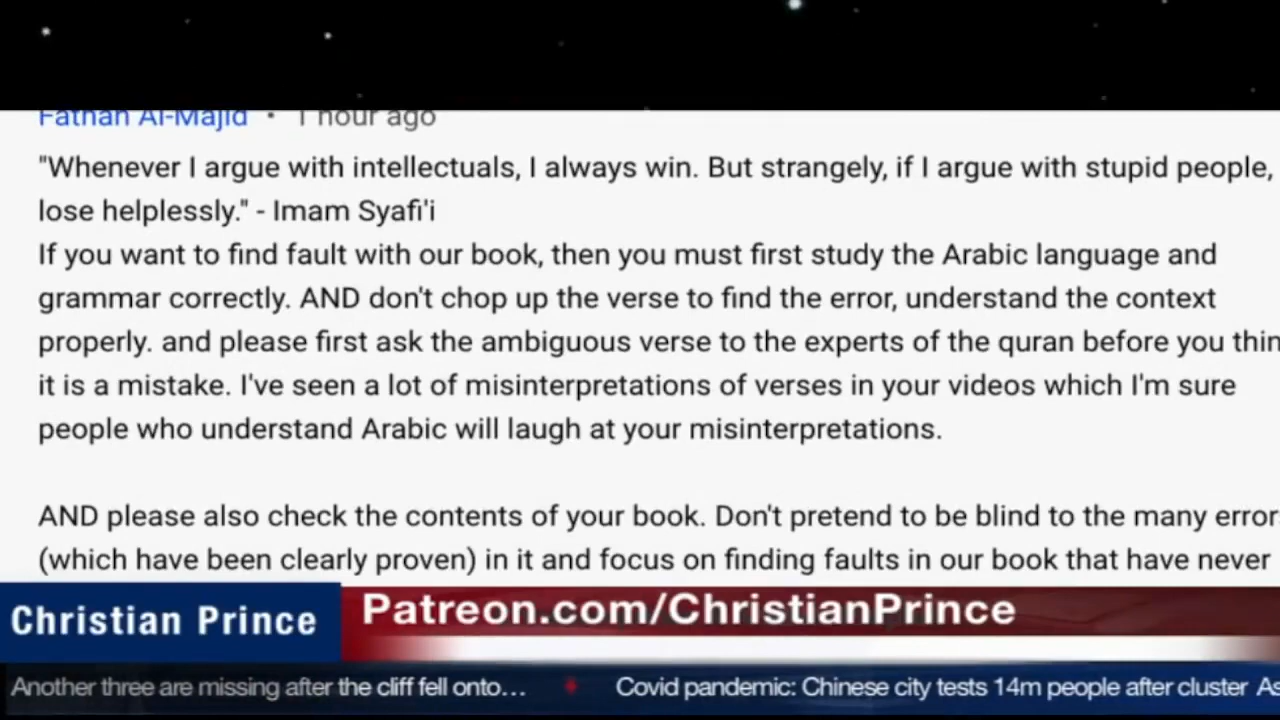 Fathan Al-Majid • 1 hour ago
"Whenever I argue with intellectuals, I always win. But strangely, if I argue with stupid people,
lose helplessly." - Imam Syafi'i
If you want to find fault with our book, then you must first study the Arabic language and
grammar correctly. AND don't chop up the verse to find the error, understand the context
properly. and please first ask the ambiguous verse to the experts of the quran before you thin
it is a mistake. I've seen a lot of misinterpretations of verses in your videos which I'm sure
people who understand Arabic will laugh at your misinterpretations.
AND please also check the contents of your book. Don't pretend to be blind to the many error
(which have been clearly proven) in it and focus on finding faults in our book that have never
Christian Prince
Patreon.com/ChristianPrince
Another three are missing after the cliff fell onto... Covid pandemic: Chinese city tests 14m people after cluster As